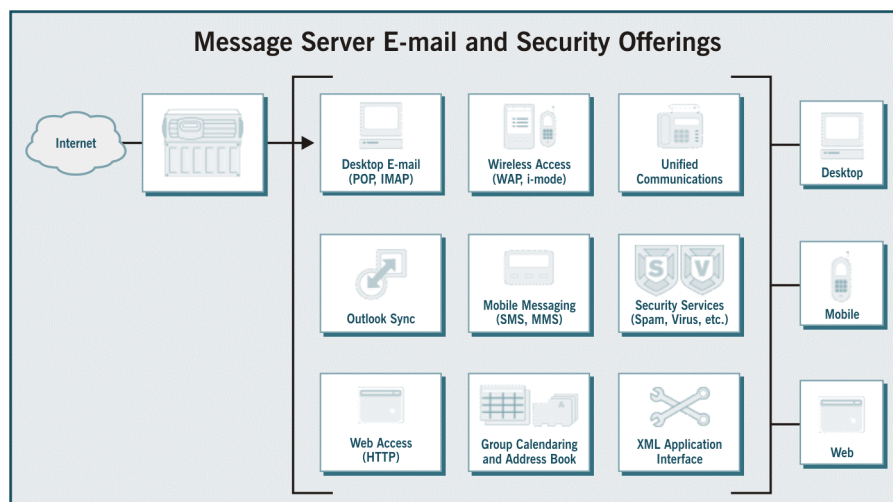 Message Server E-mail and Security Offerings
Internet
Desktop E-mail
(POP, IMAP)
Wireless Access
(WAP, i-mode)
Unified
Communications
Desktop
Outlook Sync
Mobile Messaging
(SMS, MMS)
S V
Security Services
(Spam, Virus, etc.)
Mobile
Web Access
(HTTP)
A
Group Calendaring
and Address Book
XML Application
Interface
Web